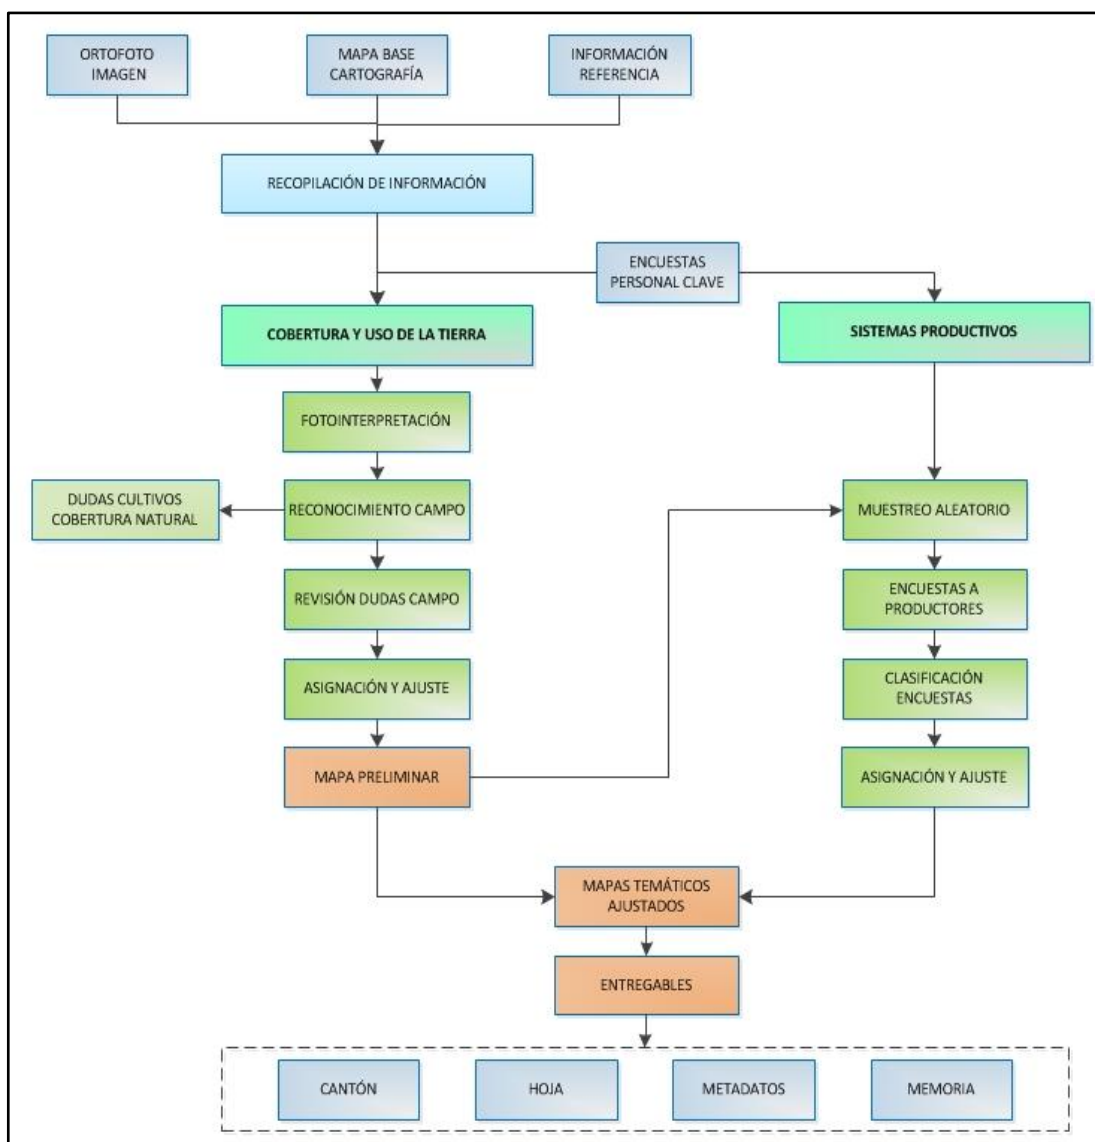 ORTOFOTO
IMAGEN
MAPA BASE
CARTOGRAFÍA
INFORMACIÓN
REFERENCIA
RECOPILACIÓN DE INFORMACIÓN
ENCUESTAS
PERSONAL CLAVE
COBERTURA Y USO DE LA TIERRA
SISTEMAS PRODUCTIVOS
FOTOINTERPRETACIÓN
DUDAS CULTIVOS
COBERTURA NATURAL
RECONOCIMIENTO CAMPO
MUESTREO ALEATORIO
REVISIÓN DUDAS CAMPO
ENCUESTAS A
PRODUCTORES
ASIGNACIÓN Y AJUSTE
CLASIFICACIÓN
ENCUESTAS
MAPA PRELIMINAR
ASIGNACIÓN Y AJUSTE
MAPAS TEMÁTICOS
AJUSTADOS
ENTREGABLES
CANTÓN
HOJA
METADATOS
MEMORIA